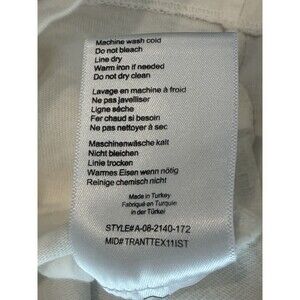 Machine wash cold
Do not bleach
Line dry
Warm iron if needed
Do not dry clean
Lavage en machine à froid
Ne pas javelliser
Ligne sèche
Fer chaud si besoin
Ne pas nettoyer à sec
Maschinenwäsche kalt
Nicht bleichen
Linie trocken
Warmes Eisen wenn nötig
Reinige chemisch nicht
Made in Turkey
Fabriqué en Turquie
in der Türkei
STYLE# A-08-2140-172
MID# TRANTTEX11IST